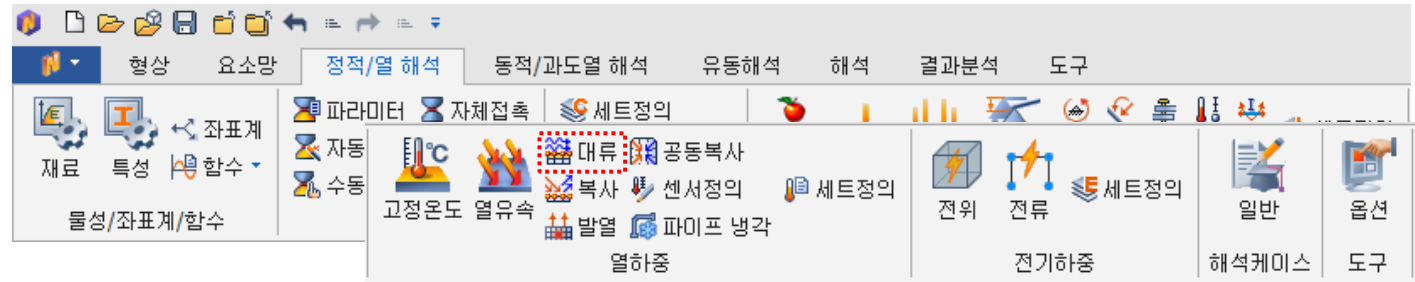 형상 요소망 정적/열 해석 동적/과도열 해석 유동해석 해석 결과분석 도구
재료 특성 좌표계
함수
물성/좌표계/함수
파라미터 자체접촉 세트정의
자동
수동
고정온도 열유속
대류 공동복사
복사 센서정의 세트정의
발열 파이프 냉각
열하중
전위 전류 세트정의
전기하중
일반
해석케이스
옵션
도구